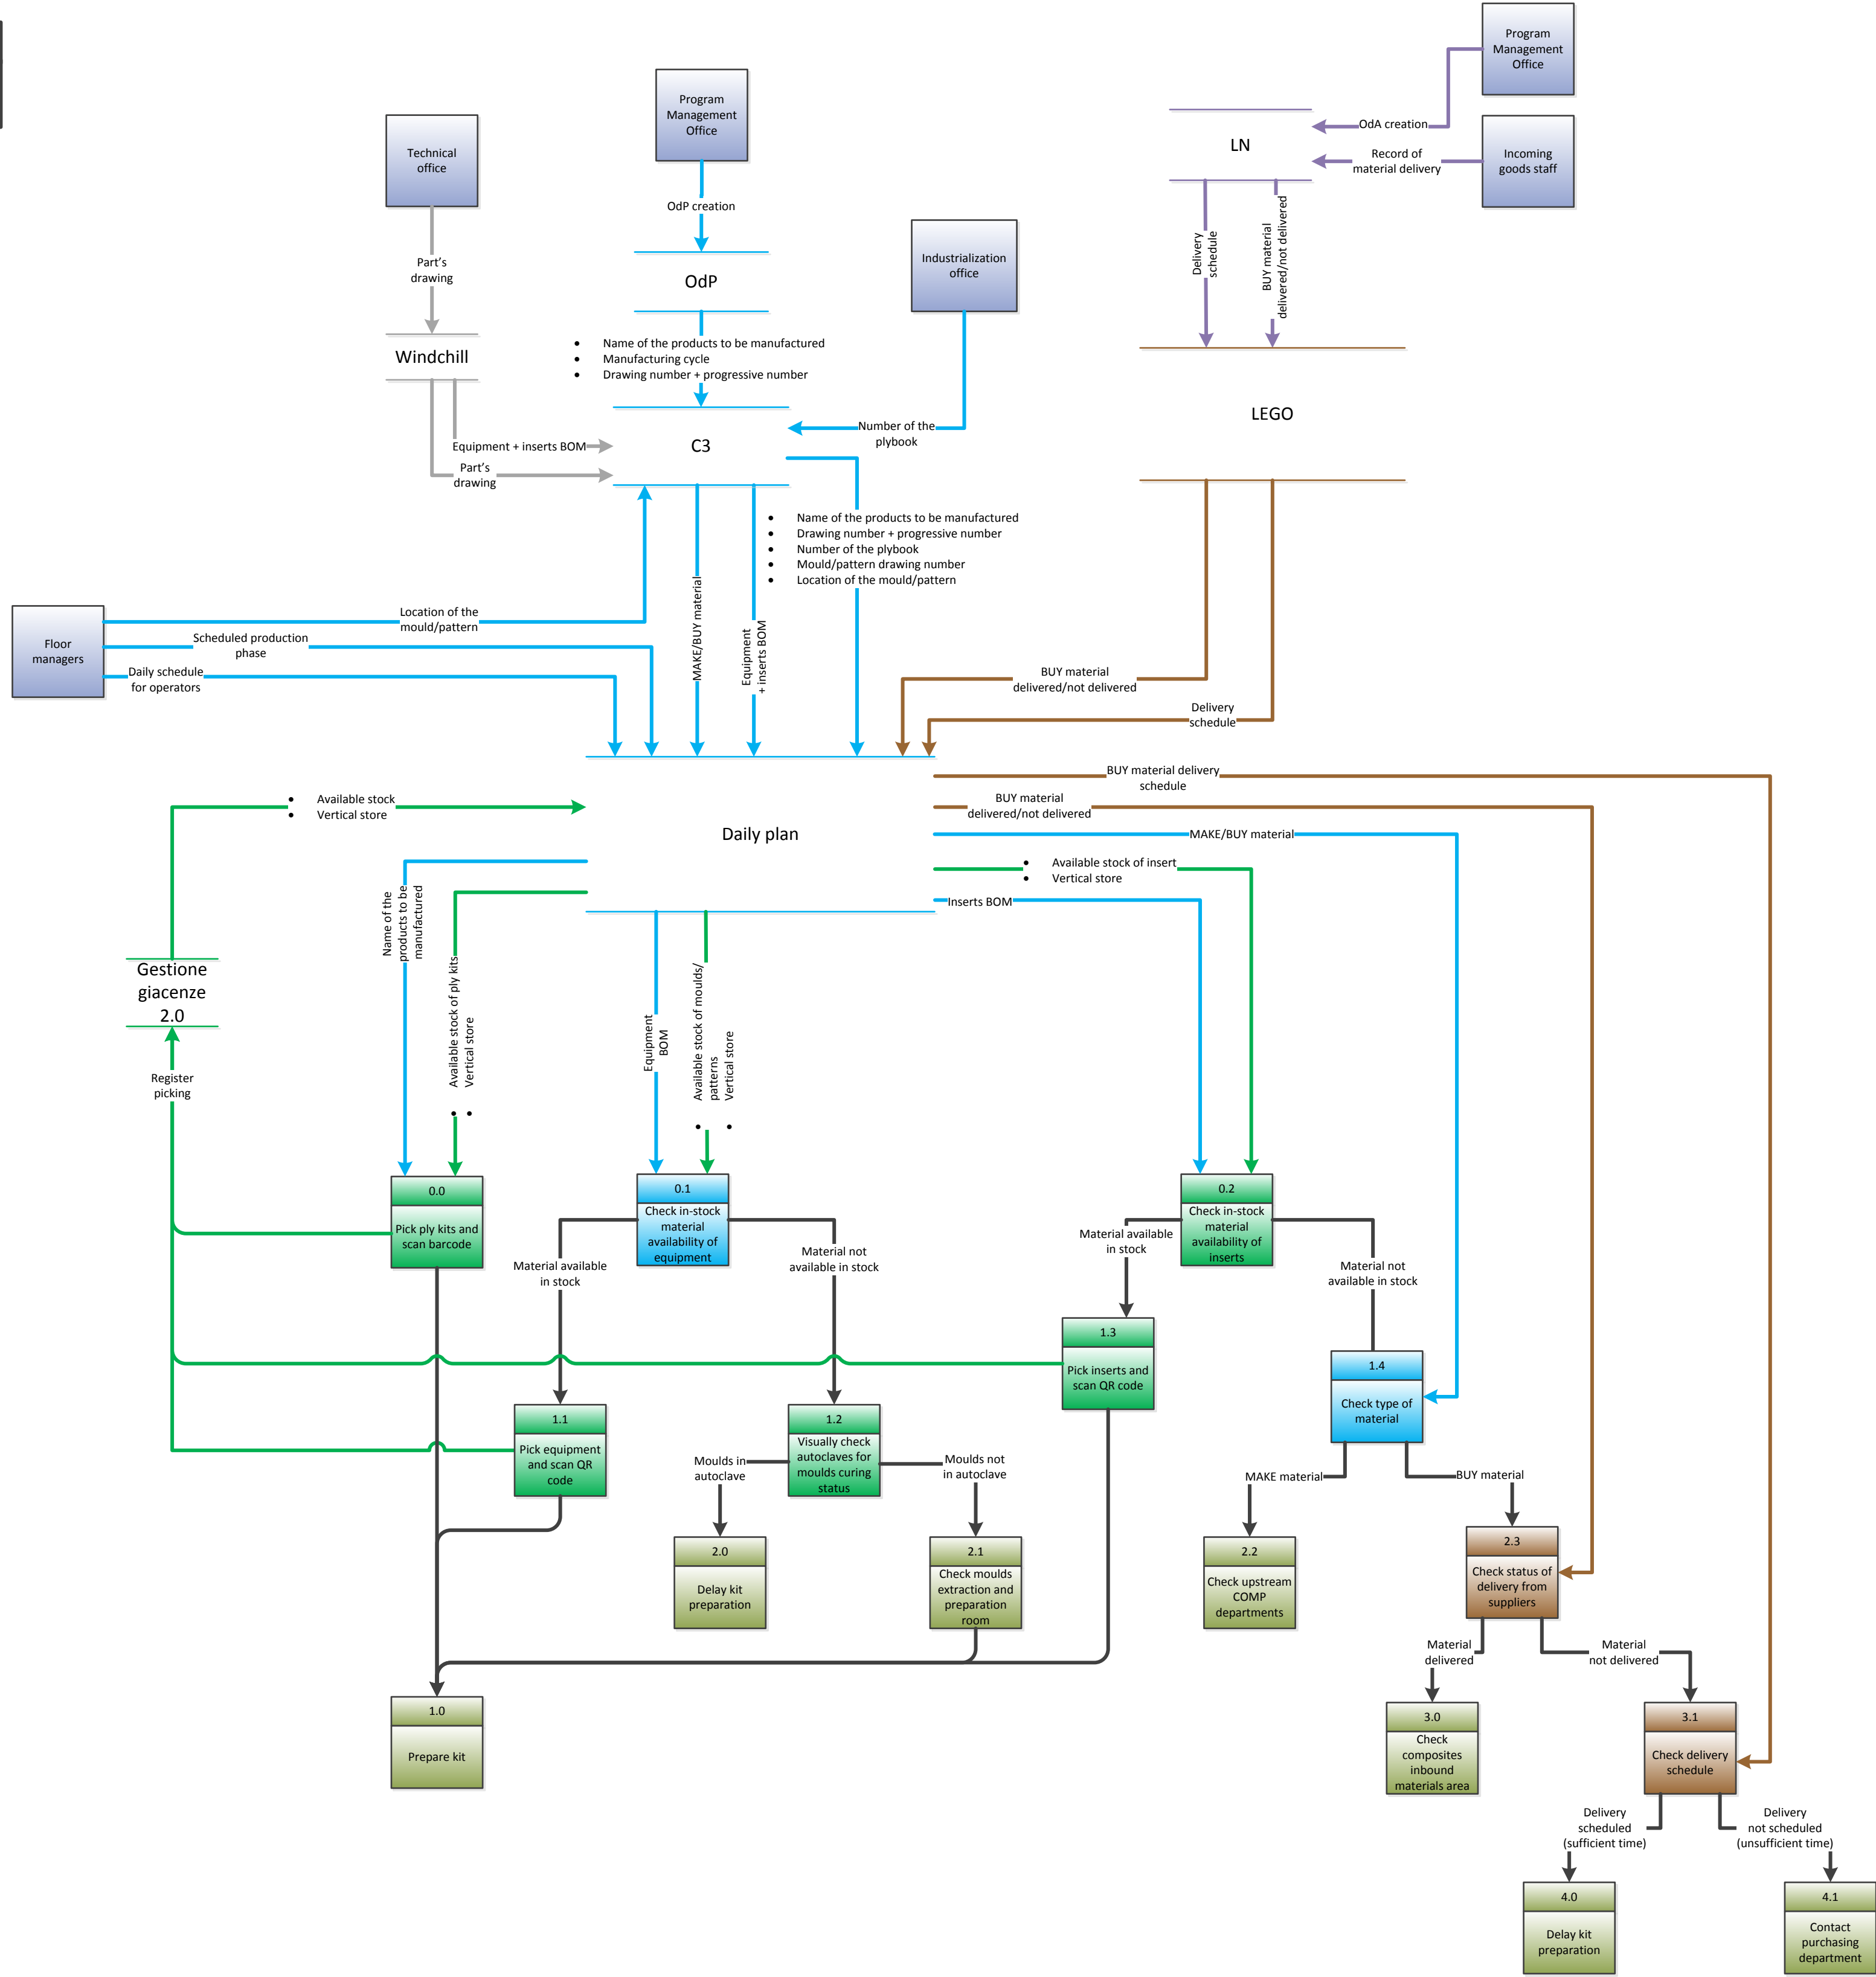 Program
Management
Office
Program
Management
Office
Technical
office
LN
OdA creation
Record of
material delivery
Incoming
goods staff
OdP creation
Delivery
schedule
BUY material
delivered/not delivered
Industrialization
office
Part's
drawing
OdP
Windchill
• Name of the products to be manufactured
• Manufacturing cycle
• Drawing number + progressive number
LEGO
Number of the
plybook
C3
Equipment + inserts BOM
Part's
drawing
• Name of the products to be manufactured
• Drawing number + progressive number
• Number of the plybook
• Mould/pattern drawing number
• Location of the mould/pattern
MAKE/BUY material
Equipment
+ inserts BOM
Floor
managers
Location of the
mould/pattern
Scheduled production
phase
Daily schedule
for operators
BUY material
delivered/not delivered
Delivery
schedule
BUY material delivery
schedule
• Available stock
• Vertical store
BUY material
delivered/not delivered
Daily plan
MAKE/BUY material
• Available stock of insert
• Vertical store
Inserts BOM
Name of the
products to be
manufactured
• Available stock of ply kits
• Vertical store
Equipment
BOM
• Available stock of moulds/
patterns
• Vertical store
Gestione
giacenze
2.0
Register
picking
0.0
Pick ply kits and
scan barcode
0.1
Check in-stock
material
availability of
equipment
0.2
Check in-stock
material
availability of
inserts
Material available
in stock
Material not
available in stock
Material available
in stock
Material not
available in stock
1.3
Pick inserts and
scan QR code
1.4
Check type of
material
1.1
Pick equipment
and scan QR
code
1.2
Visually check
autoclaves for
moulds curing
status
Moulds in
autoclave
Moulds not
in autoclave
MAKE material
BUY material
2.0
Delay kit
preparation
2.1
Check moulds
extraction and
preparation
room
2.2
Check upstream
COMP
departments
2.3
Check status of
delivery from
suppliers
Material
delivered
Material
not delivered
1.0
Prepare kit
3.0
Check
composites
inbound
materials area
3.1
Check delivery
schedule
Delivery
scheduled
(sufficient time)
Delivery
not scheduled
(unsufficient time)
4.0
Delay kit
preparation
4.1
Contact
purchasing
department